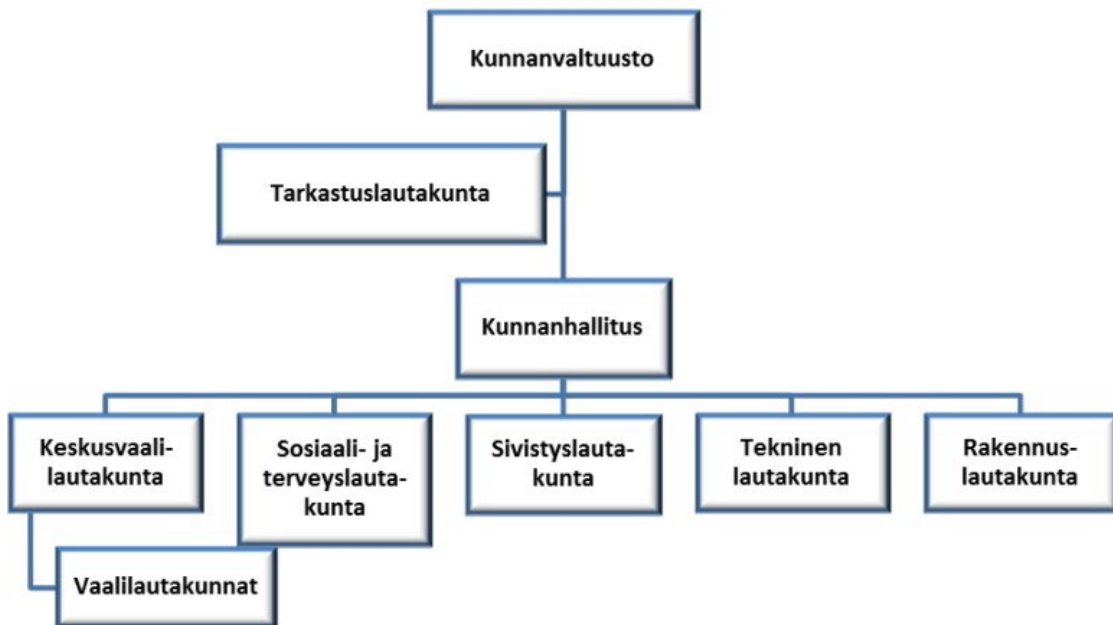 Kunnanvaltuusto
Tarkastuslautakunta
Kunnanhallitus
Keskusvaali-
lautakunta
Sosiaali- ja
terveyslauta-
kunta
Sivistyslauta-
kunta
Tekninen
lautakunta
Rakennus-
lautakunta
Vaalilautakunnat